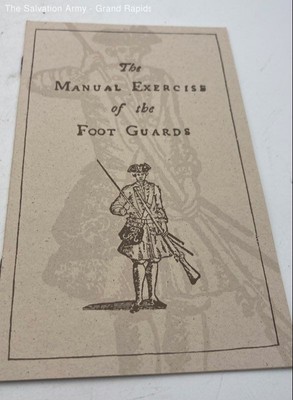 The Salvation Army - Grand Rapids
The
Manual Exercise
of the
Foot Guards